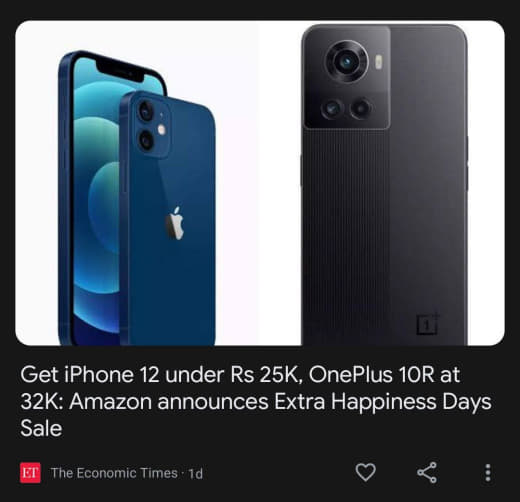 Get iPhone 12 under Rs 25K, OnePlus 10R at
32K: Amazon announces Extra Happiness Days
Sale
ET The Economic Times · 1d